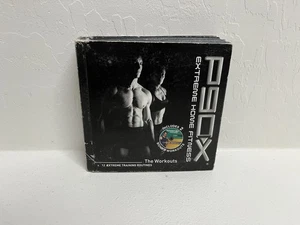 P90X
EXTREME HOME FITNESS
The Workouts
12 EXTREME TRAINING ROUTINES